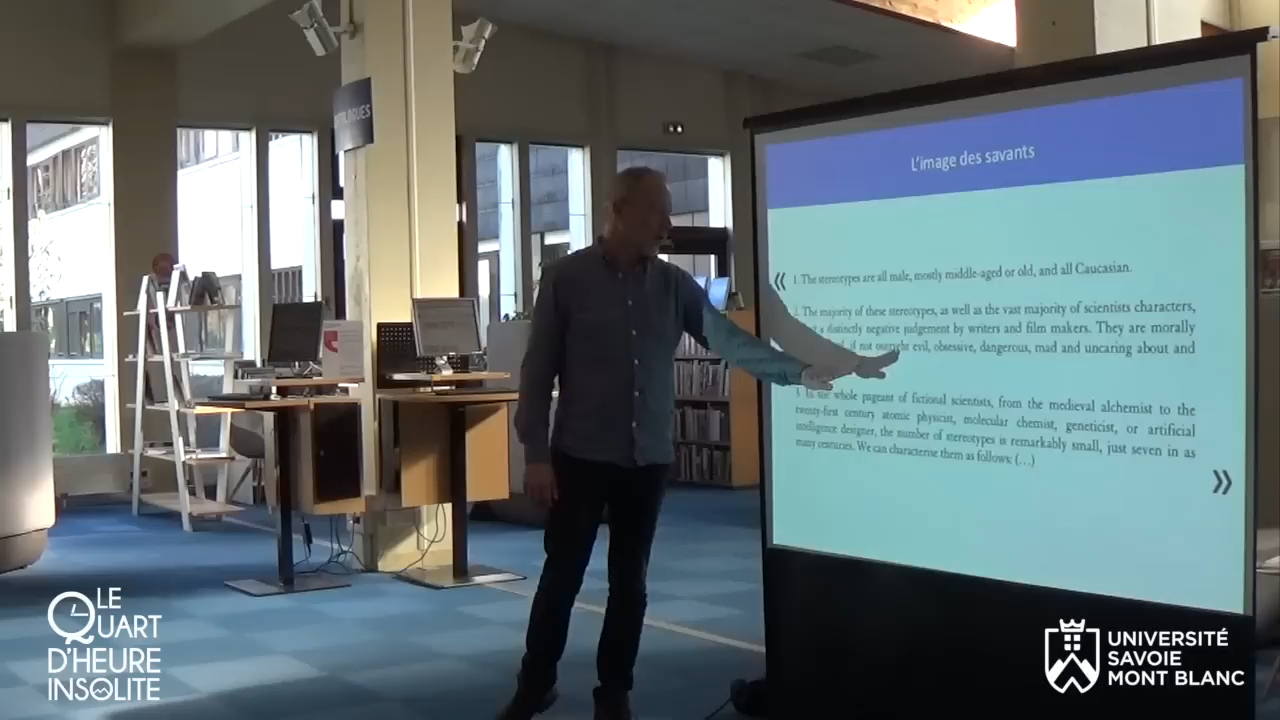 L'image des savants
« 1. The stereotypes are all male, mostly middle-aged or old, and all Caucasian.
The majority of these stereotypes, as well as the vast majority of scientists characters,
a distinctly negative judgement by writers and film makers. They are morally
if not outright evil, obsessive, dangerous, mad and uncaring about and
3. In the whole pageant of fictional scientists, from the medieval alchemist to the
twenty-first century atomic physicist, molecular chemist, geneticist, or artificial
intelligence designer, the number of stereotypes is remarkably small, just seven in as
many centuries. We can characterise them as follows: (...)
»
LE
QUART
D'HEURE
INSOLITE
UNIVERSITÉ
SAVOIE
MONT BLANC